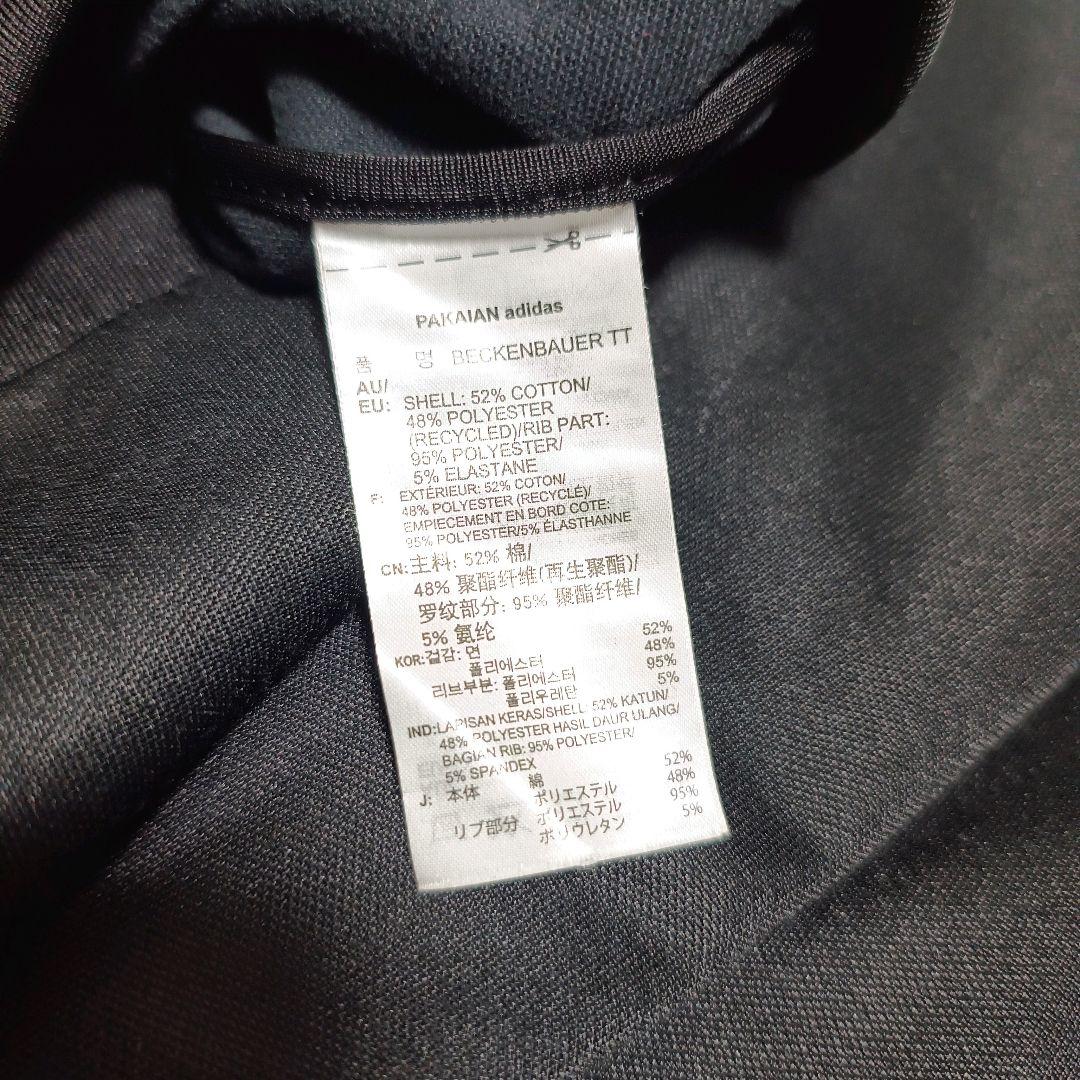 PAKAIAN adidas
품 명 BECKENBAUER TT
AU/
EU: SHELL: 52% COTTON/
48% POLYESTER
(RECYCLED)/RIB PART:
95% POLYESTER/
5% ELASTANE
F: EXTÉRIEUR: 52% COTON/
48% POLYESTER (RECYCLÉ)/
EMPIECEMENT EN BORD COTE:
95% POLYESTER/5% ÉLASTHANNE
CN: 主料: 52% 棉/
48% 聚酯纤维(再生聚酯)/
罗纹部分: 95% 聚酯纤维/
5% 氨纶
KOR: 겉감: 면 52%
폴리에스터 48%
리브부분: 폴리에스터 95%
폴리우레탄 5%
IND:LAPISAN KERAS/SHELL: 52% KATUN/
48% POLYESTER HASIL DAUR ULANG/
BAGIAN RIB: 95% POLYESTER/
5% SPANDEX
J: 本体 綿 52%
ポリエステル 48%
リブ部分 ポリエステル 95%
ポリウレタン 5%